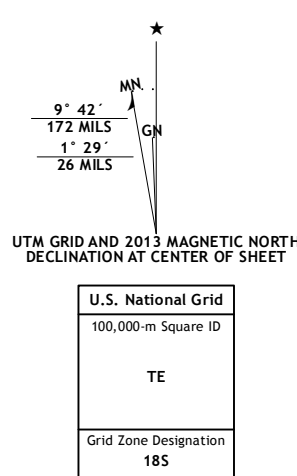 MN
9° 42´
172 MILS
GN
1° 29´
26 MILS
UTM GRID AND 2013 MAGNETIC NORTH
DECLINATION AT CENTER OF SHEET
U.S. National Grid
100,000-m Square ID
TE
Grid Zone Designation
18S